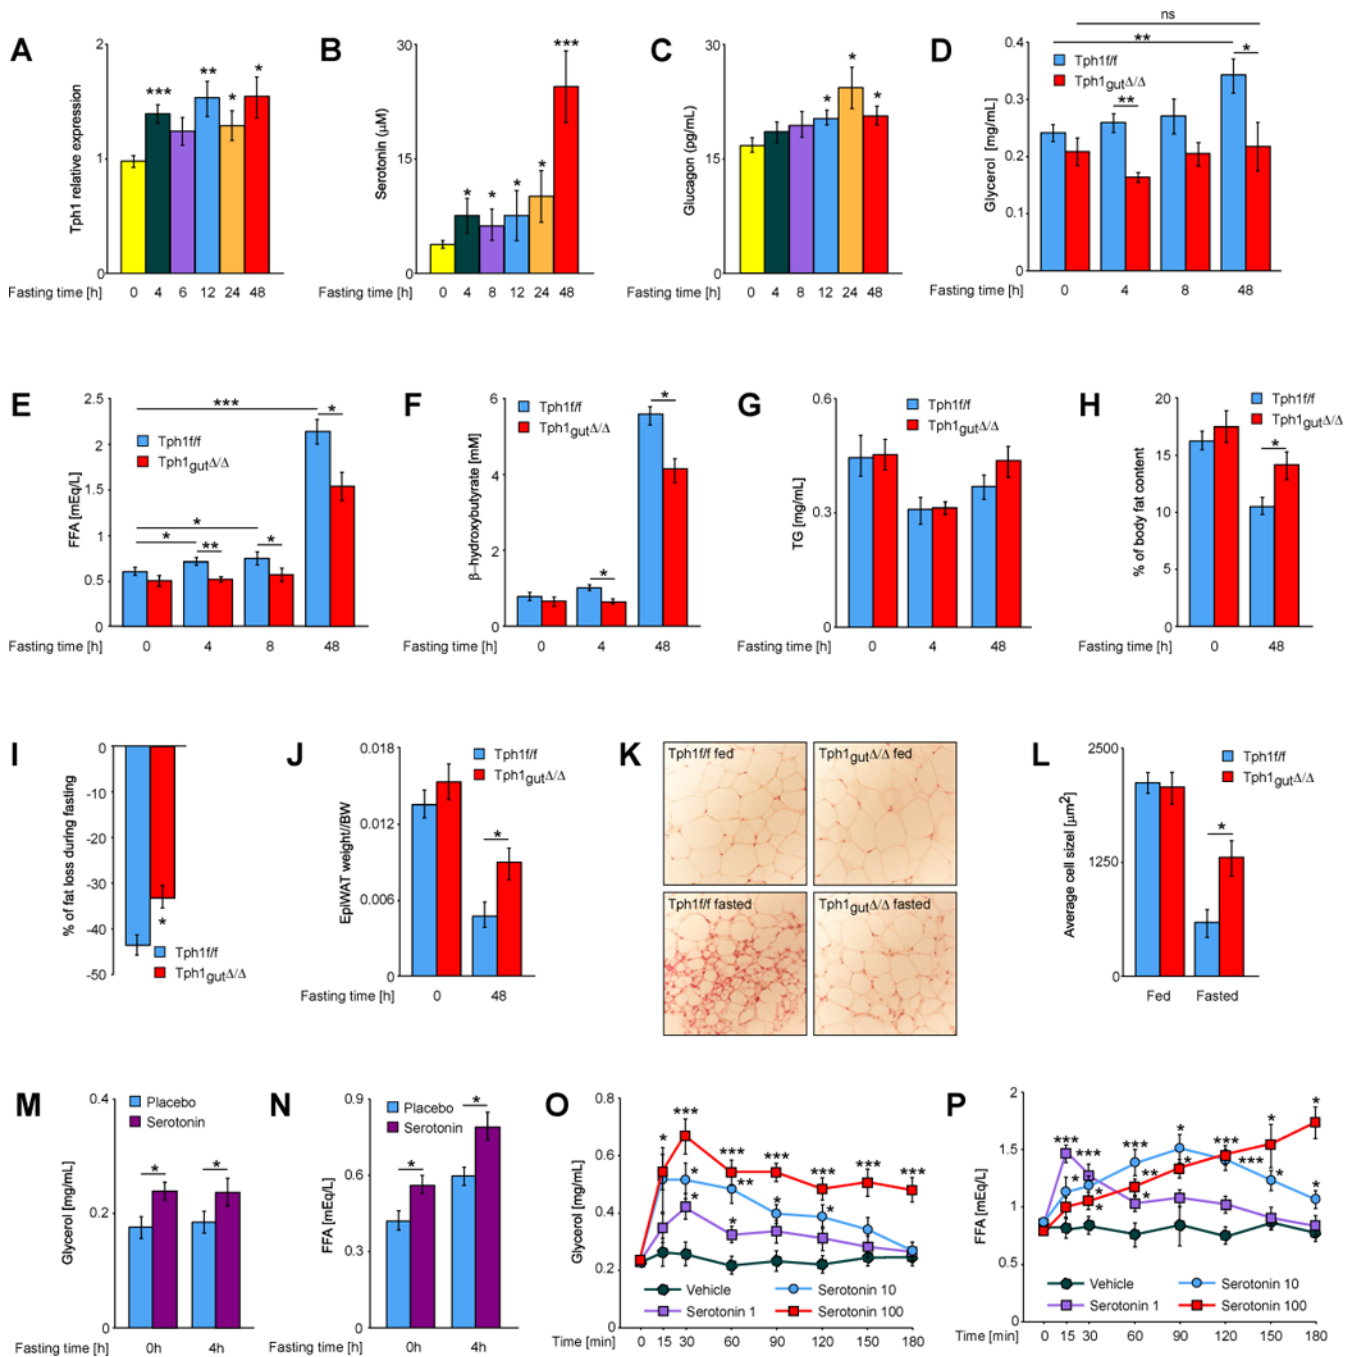 A
Tph1 relative expression
2
1
0
***
**
*
*
Fasting time [h]
0 4 6 12 24 48
B
Serotonin (µM)
30
15
0
*
*
*
*
***
Fasting time [h]
0 4 8 12 24 48
C
Glucagon (pg/mL)
30
15
0
*
*
*
Fasting time [h]
0 4 8 12 24 48
D
Glycerol [mg/mL]
0.4
0.3
0.2
0.1
0
ns
**
*
**
Tph1f/f
Tph1gutΔ/Δ
Fasting time [h]
0 4 8 48
E
FFA [mEq/L]
2.5
2
1.5
1
0.5
0
***
*
Tph1f/f
Tph1gutΔ/Δ
*
*
**
*
Fasting time [h]
0 4 8 48
F
β-hydroxybutyrate [mM]
6
4
2
0
Tph1f/f
Tph1gutΔ/Δ
*
*
Fasting time [h]
0 4 48
G
TG [mg/mL]
0.6
0.3
0
Tph1f/f
Tph1gutΔ/Δ
Fasting time [h]
0 4 48
H
% of body fat content
20
15
10
5
0
Tph1f/f
Tph1gutΔ/Δ
*
Fasting time [h]
0 48
I
% of fat loss during fasting
0
-10
-20
-30
-40
-50
*
Tph1f/f
Tph1gutΔ/Δ
J
EpiWAT weight//BW
0.018
0.012
0.006
0
Tph1f/f
Tph1gutΔ/Δ
*
Fasting time [h]
0 48
K
Tph1f/f fed
Tph1gutΔ/Δ fed
Tph1f/f fasted
Tph1gutΔ/Δ fasted
L
Average cell sizel [µm2]
2500
1250
0
Tph1f/f
Tph1gutΔ/Δ
*
Fed Fasted
M
Glycerol [mg/mL]
0.4
0.2
0
Placebo
Serotonin
*
*
Fasting time [h]
0h 4h
N
FFA [mEq/L]
0.9
0.6
0.3
0
Placebo
Serotonin
*
*
Fasting time [h]
0h 4h
O
Glycerol [mg/mL]
0.8
0.6
0.4
0.2
0
* *** *** *** *** *** ***
* ** * *
* *
Vehicle
Serotonin 10
Serotonin 1
Serotonin 100
Time [min]
0 15 30 60 90 120 150 180
P
FFA [mEq/L]
2
1.5
1
0.5
0
*** *** *** * *** * *
* * ** * *** * *
* *
Vehicle
Serotonin 10
Serotonin 1
Serotonin 100
Time [min]
0 15 30 60 90 120 150 180